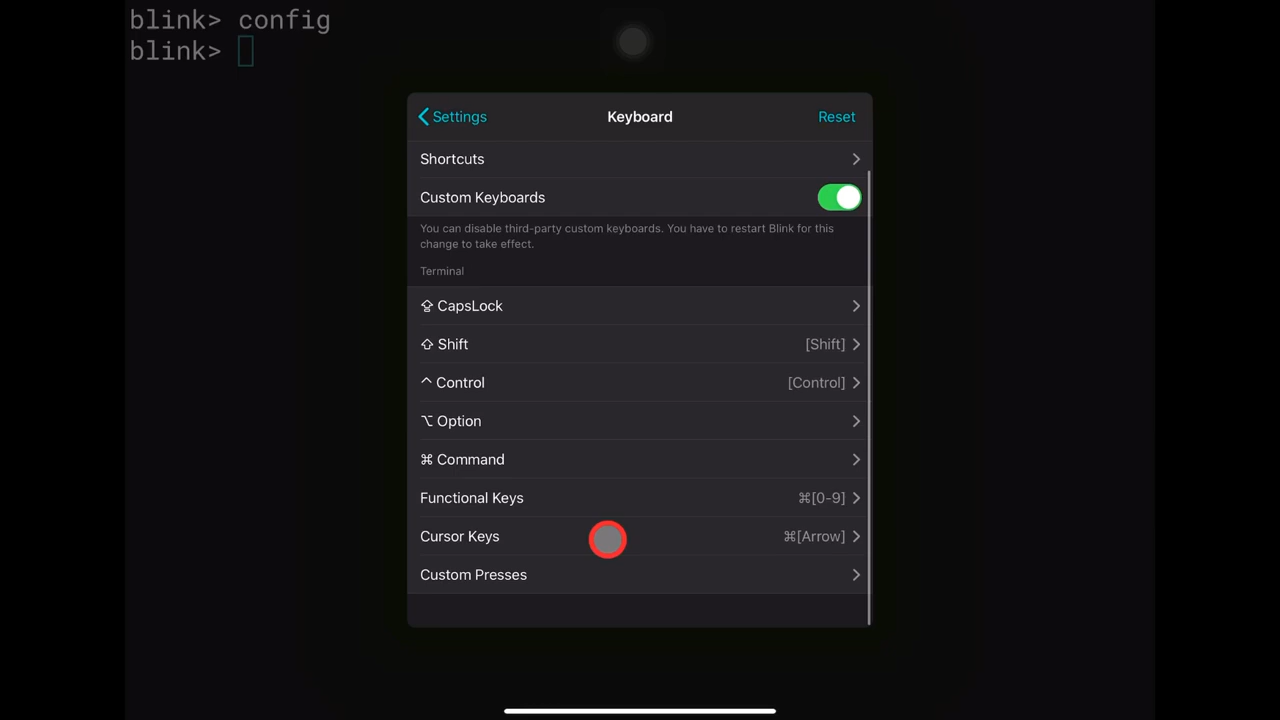 blink> config
blink>
Settings
Keyboard
Reset
Shortcuts
Custom Keyboards
You can disable third-party custom keyboards. You have to restart Blink for this
change to take effect.
Terminal
⇪ CapsLock
⇧ Shift [Shift]
⌃ Control [Control]
⌥ Option
⌘ Command
Functional Keys ⌘[0-9]
Cursor Keys ⌘[Arrow]
Custom Presses